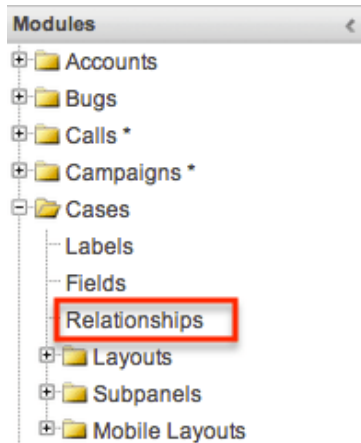 Modules
Accounts
Bugs
Calls *
Campaigns *
Cases
Labels
Fields
Relationships
Layouts
Subpanels
Mobile Layouts